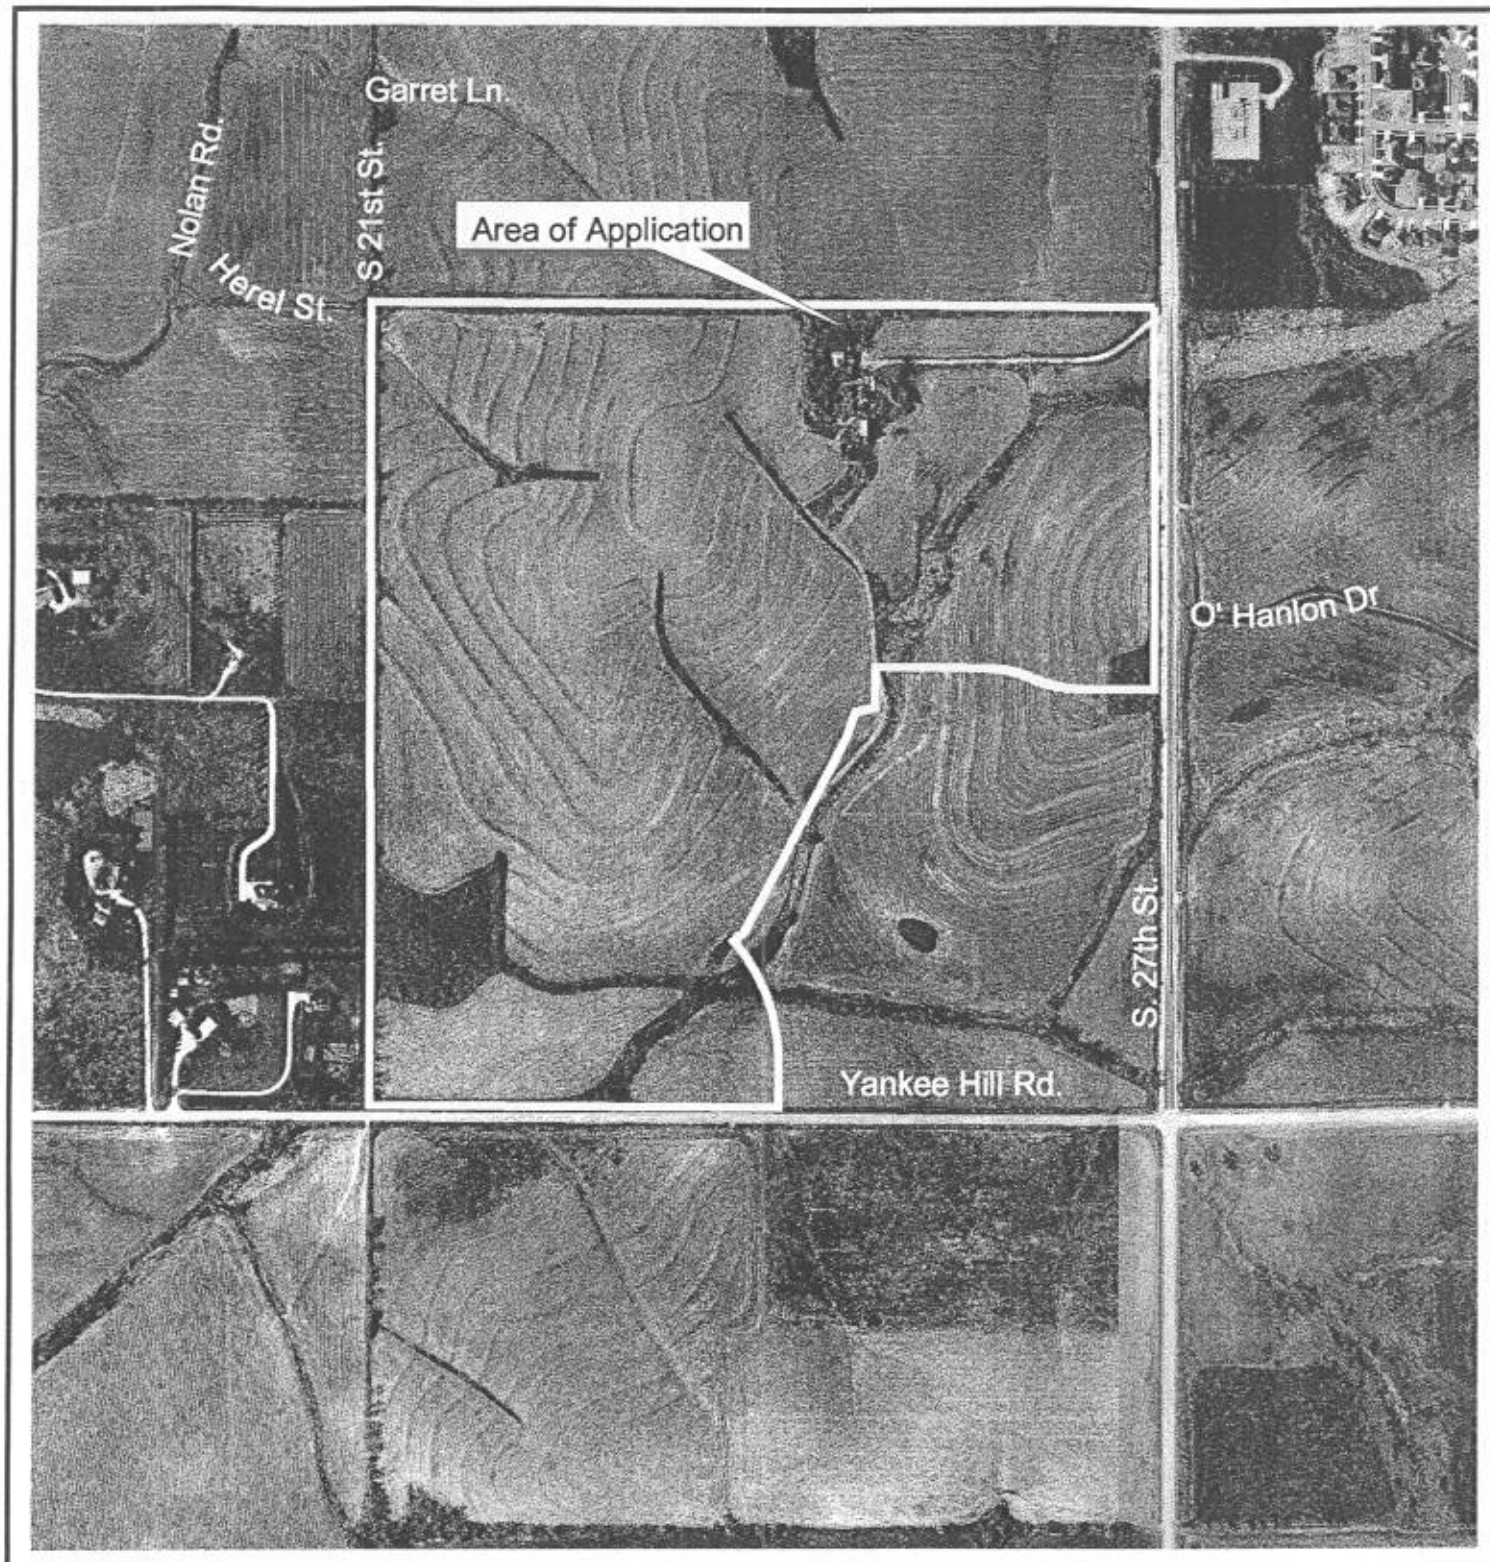 Garret Ln.
Nolan Rd.
S 21st St.
Area of Application
Herel St.
O' Hanlon Dr
S. 27th St.
Yankee Hill Rd.